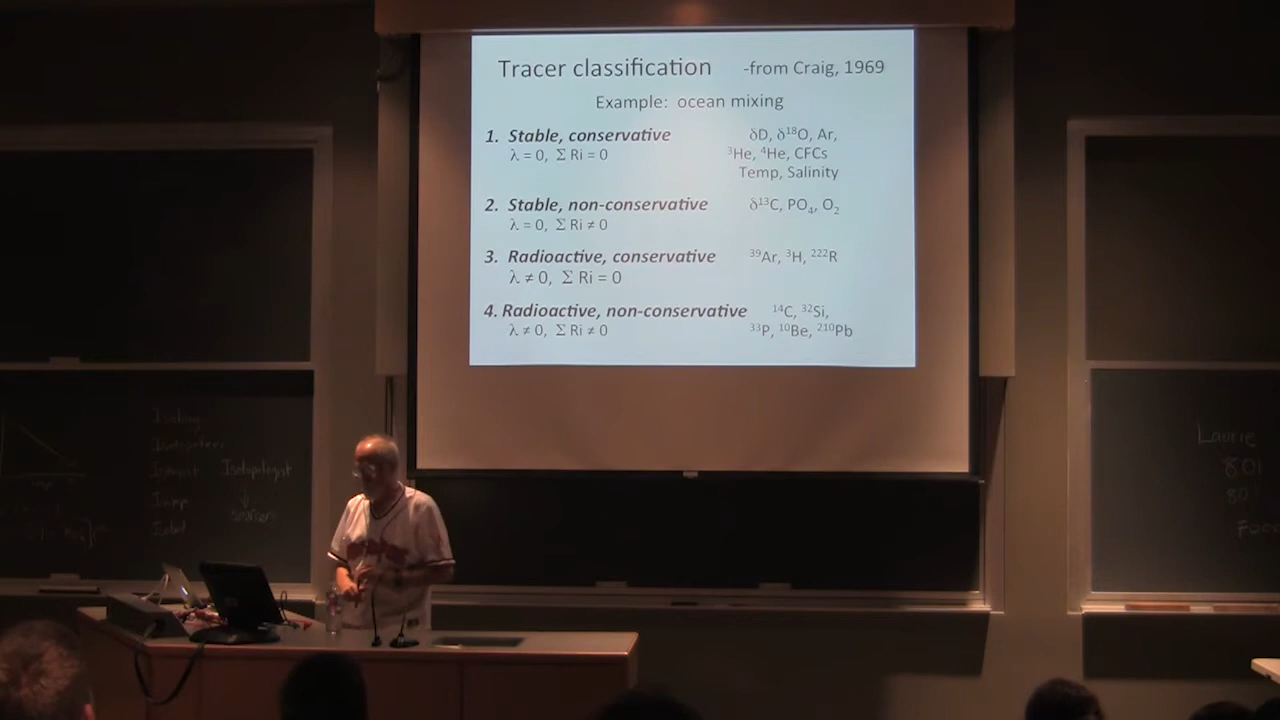 Tracer classification -from Craig, 1969
Example: ocean mixing
1. Stable, conservative δD, δ¹⁸O, Ar,
λ = 0, Σ Ri = 0 ³He, ⁴He, CFCs
Temp, Salinity
2. Stable, non-conservative δ¹³C, PO₄, O₂
λ = 0, Σ Ri ≠ 0
3. Radioactive, conservative ³⁹Ar, ³H, ²²²R
λ ≠ 0, Σ Ri = 0
4. Radioactive, non-conservative ¹⁴C, ³²Si,
λ ≠ 0, Σ Ri ≠ 0 ³³P, ¹⁰Be, ²¹⁰Pb
Laurie
801